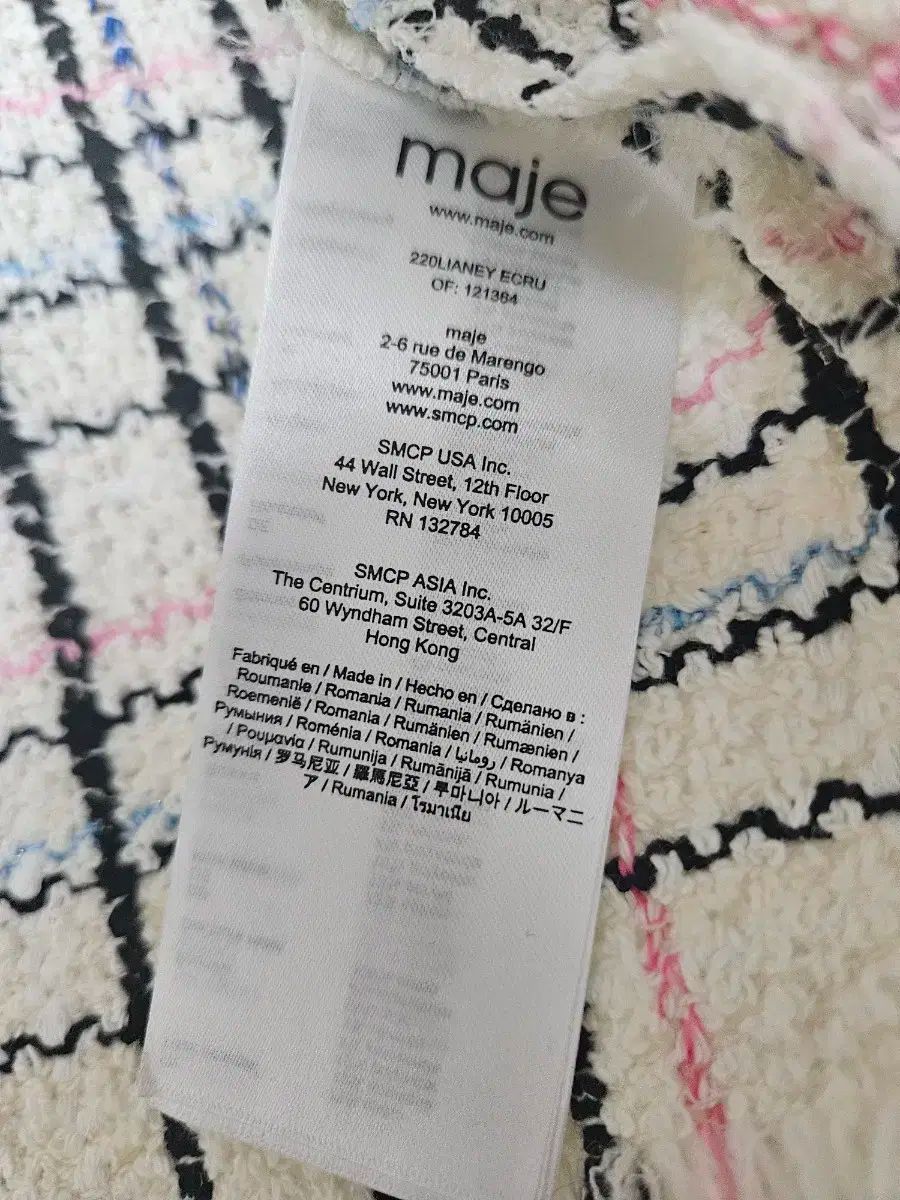 maje
www.maje.com
220LIANEY ECRU
OF: 121364
maje
2-6 rue de Marengo
75001 Paris
www.maje.com
www.smcp.com
SMCP USA Inc.
44 Wall Street, 12th Floor
New York, New York 10005
RN 132784
SMCP ASIA Inc.
The Centrium, Suite 3203A-5A 32/F
60 Wyndham Street, Central
Hong Kong
Fabriqué en / Made in / Hecho en / Сделано в :
Roumanie / Romania / Rumania / Rumänien /
Roemenië / Romania / Rumänien / Rumænien /
Румыния / Roménia / Romania / رومانيا / Romanya
/ Ρουμανία / Rumunija / Rumānijā / Rumunia /
Румунія / 罗马尼亚 / 羅馬尼亞 / 루마니아 / ルーマニ
ア / Rumania / โรมาเนีย